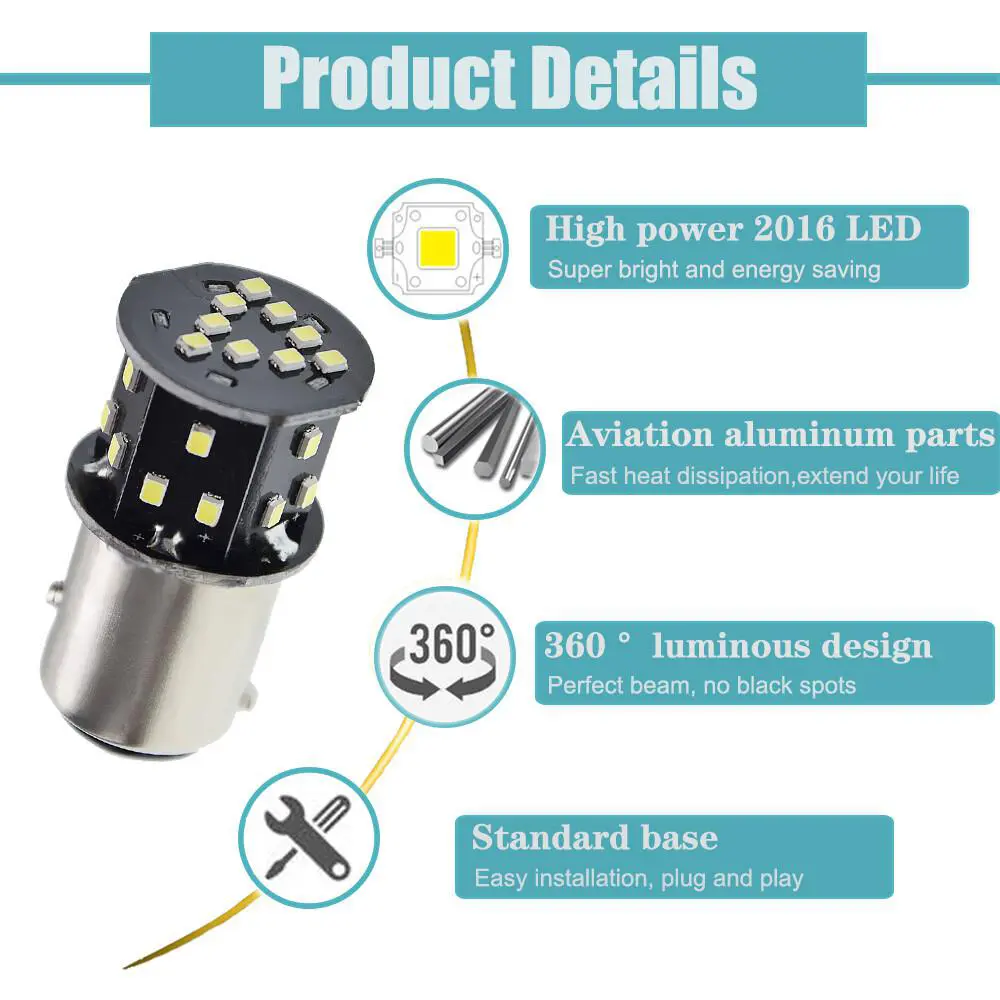 Product Details
High power 2016 LED
Super bright and energy saving
Aviation aluminum parts
Fast heat dissipation,extend your life
360°
360 ° luminous design
Perfect beam, no black spots
Standard base
Easy installation, plug and play